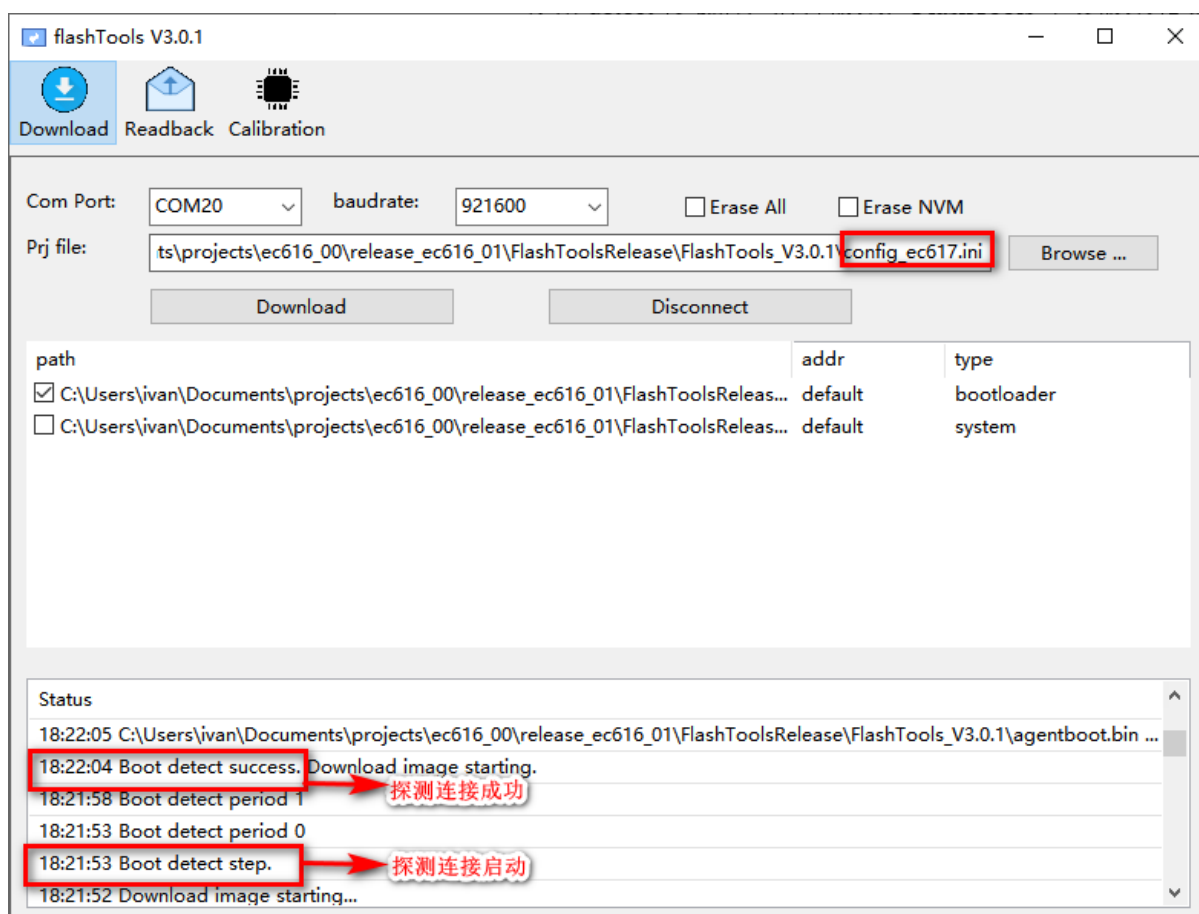 flashTools V3.0.1
Download Readback Calibration
Com Port: COM20 baudrate: 921600 Erase All Erase NVM
Prj file: ts\projects\ec616_00\release_ec616_01\FlashToolsRelease\FlashTools_V3.0.1\config_ec617.ini Browse ...
Download Disconnect
path addr type
C:\Users\ivan\Documents\projects\ec616_00\release_ec616_01\FlashToolsReleas... default bootloader
C:\Users\ivan\Documents\projects\ec616_00\release_ec616_01\FlashToolsReleas... default system
Status
18:22:05 C:\Users\ivan\Documents\projects\ec616_00\release_ec616_01\FlashToolsRelease\FlashTools_V3.0.1\agentboot.bin ...
18:22:04 Boot detect success. Download image starting.
探测连接成功
18:21:58 Boot detect period 1
18:21:53 Boot detect period 0
18:21:53 Boot detect step.
探测连接启动
18:21:52 Download image starting...